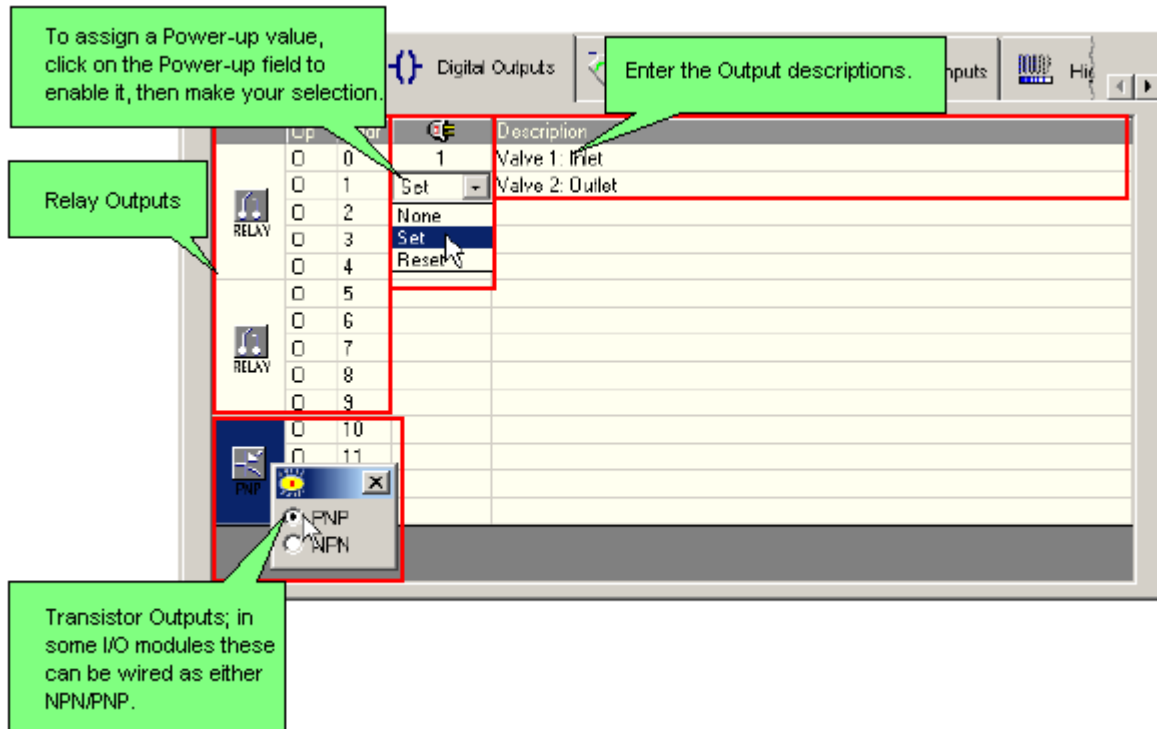 To assign a Power-up value,
click on the Power-up field to
enable it, then make your selection.
Digital Outputs
Enter the Output descriptions.
nputs
Hig
Op
Description
O 0 1 Valve 1: Inlet
O 1 Set Valve 2: Outlet
Relay Outputs
RELAY
O 2 None
O 3 Set
O 4 Reset
O 5
O 6
O 7
RELAY
O 8
O 9
O 10
O 11
PNP
PNP
NPN
Transistor Outputs; in
some I/O modules these
can be wired as either
NPN/PNP.